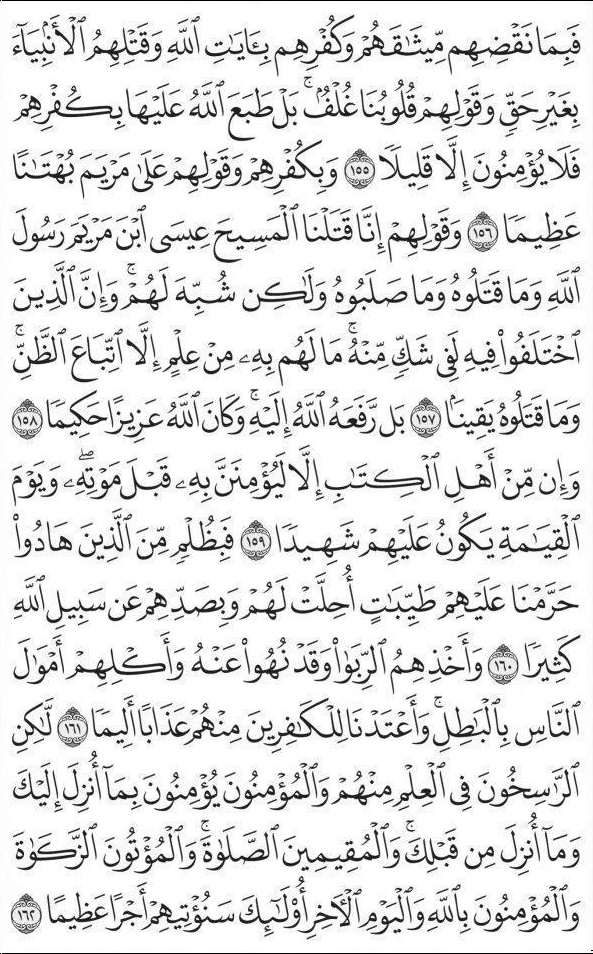 فَبِمَا نَقْضِهِم مِّيثَٰقَهُمْ وَكُفْرِهِم بِـَٔايَٰتِ ٱللَّهِ وَقَتْلِهِمُ ٱلْأَنۢبِيَآءَ
بِغَيْرِ حَقٍّ وَقَوْلِهِمْ قُلُوبُنَا غُلْفٌۢ ۚ بَلْ طَبَعَ ٱللَّهُ عَلَيْهَا بِكُفْرِهِمْ
فَلَا يُؤْمِنُونَ إِلَّا قَلِيلًا ١٥٥ وَبِكُفْرِهِمْ وَقَوْلِهِمْ عَلَىٰ مَرْيَمَ بُهْتَٰنًا
عَظِيمًا ١٥٦ وَقَوْلِهِمْ إِنَّا قَتَلْنَا ٱلْمَسِيحَ عِيسَى ٱبْنَ مَرْيَمَ رَسُولَ
ٱللَّهِ وَمَا قَتَلُوهُ وَمَا صَلَبُوهُ وَلَٰكِن شُبِّهَ لَهُمْ ۚ وَإِنَّ ٱلَّذِينَ
ٱخْتَلَفُوا۟ فِيهِ لَفِى شَكٍّ مِّنْهُ ۚ مَا لَهُم بِهِۦ مِنْ عِلْمٍ إِلَّا ٱتِّبَاعَ ٱلظَّنِّ ۚ
وَمَا قَتَلُوهُ يَقِينًۢا ١٥٧ بَل رَّفَعَهُ ٱللَّهُ إِلَيْهِ ۚ وَكَانَ ٱللَّهُ عَزِيزًا حَكِيمًا ١٥٨
وَإِن مِّنْ أَهْلِ ٱلْكِتَٰبِ إِلَّا لَيُؤْمِنَنَّ بِهِۦ قَبْلَ مَوْتِهِۦ ۖ وَيَوْمَ
ٱلْقِيَٰمَةِ يَكُونُ عَلَيْهِمْ شَهِيدًا ١٥٩ فَبِظُلْمٍ مِّنَ ٱلَّذِينَ هَادُوا۟
حَرَّمْنَا عَلَيْهِمْ طَيِّبَٰتٍ أُحِلَّتْ لَهُمْ وَبِصَدِّهِمْ عَن سَبِيلِ ٱللَّهِ
كَثِيرًا ١٦٠ وَأَخْذِهِمُ ٱلرِّبَوٰا۟ وَقَدْ نُهُوا۟ عَنْهُ وَأَكْلِهِمْ أَمْوَٰلَ
ٱلنَّاسِ بِٱلْبَٰطِلِ ۚ وَأَعْتَدْنَا لِلْكَٰفِرِينَ مِنْهُمْ عَذَابًا أَلِيمًا ١٦١ لَّٰكِنِ
ٱلرَّٰسِخُونَ فِى ٱلْعِلْمِ مِنْهُمْ وَٱلْمُؤْمِنُونَ يُؤْمِنُونَ بِمَآ أُنزِلَ إِلَيْكَ
وَمَآ أُنزِلَ مِن قَبْلِكَ ۚ وَٱلْمُقِيمِينَ ٱلصَّلَوٰةَ ۚ وَٱلْمُؤْتُونَ ٱلزَّكَوٰةَ
وَٱلْمُؤْمِنُونَ بِٱللَّهِ وَٱلْيَوْمِ ٱلْـَٔاخِرِ أُو۟لَٰٓئِكَ سَنُؤْتِيهِمْ أَجْرًا عَظِيمًا ١٦٢